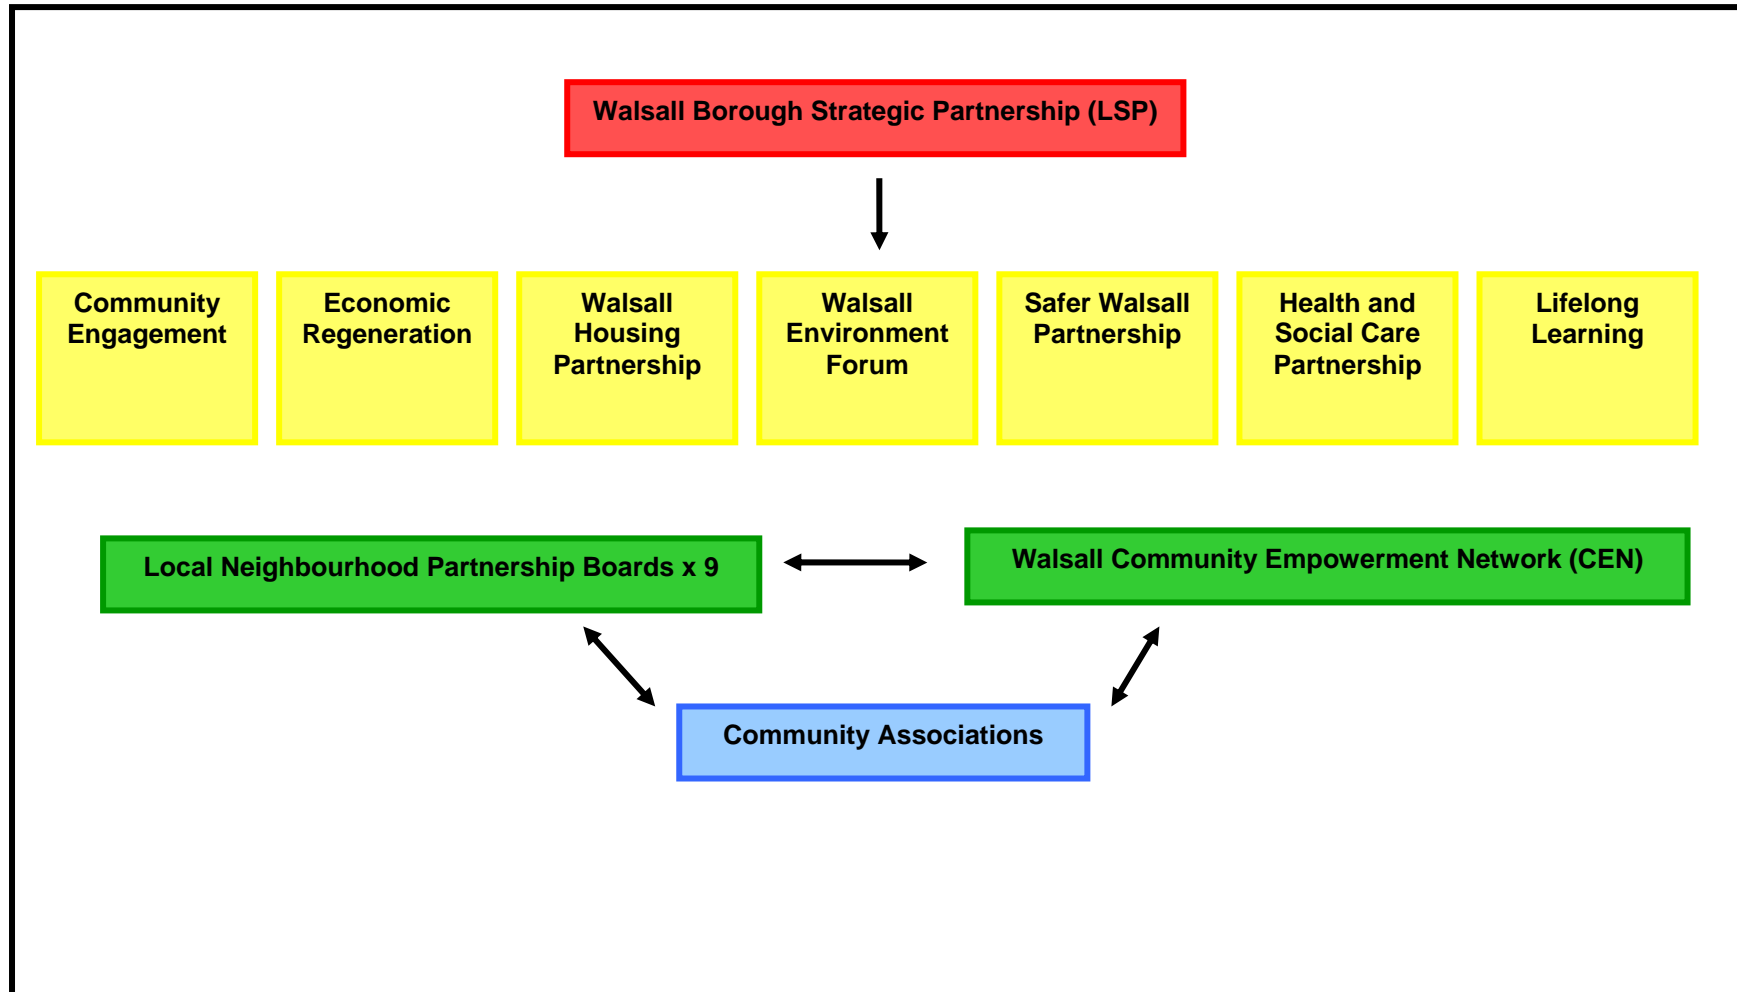 Walsall Borough Strategic Partnership (LSP)
Community
Engagement
Economic
Regeneration
Walsall
Housing
Partnership
Walsall
Environment
Forum
Safer Walsall
Partnership
Health and
Social Care
Partnership
Lifelong
Learning
Local Neighbourhood Partnership Boards x 9
Walsall Community Empowerment Network (CEN)
Community Associations